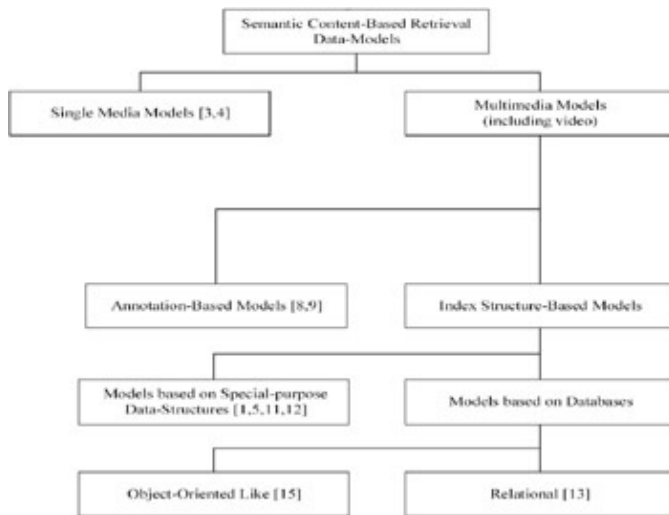 Semantic Content-Based Retrieval
Data-Models
Single Media Models [3,4]
Multimedia Models
(including video)
Annotation-Based Models [8,9]
Index Structure-Based Models
Models based on Special-purpose
Data-Structures [1,5,11,12]
Models based on Databases
Object-Oriented Like [15]
Relational [13]